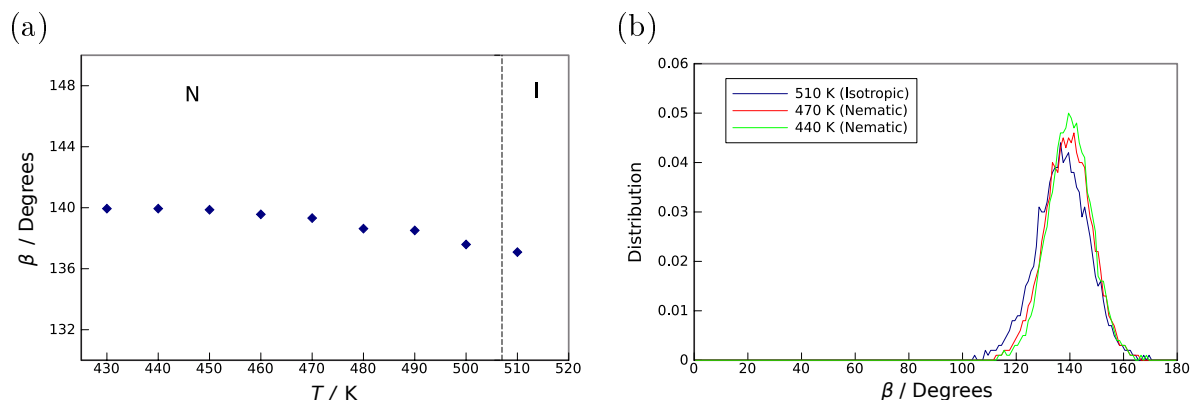 (a)
N
I
148
144
140
136
132
β / Degrees
430 440 450 460 470 480 490 500 510 520
T / K
(b)
510 K (Isotropic)
470 K (Nematic)
440 K (Nematic)
0.06
0.05
0.04
0.03
0.02
0.01
0
Distribution
0 20 40 60 80 100 120 140 160 180
β / Degrees